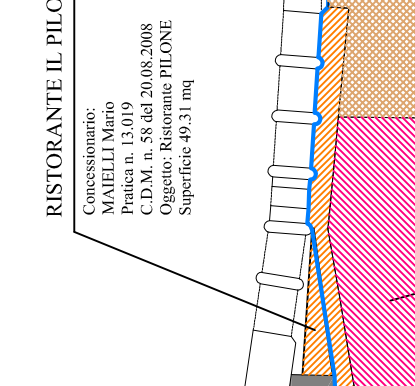 RISTORANTE IL PILO
Concessionario:
MAIELLI Mario
Pratica n. 13.019
C.D.M. n. 58 del 20.08.2008
Oggetto: Ristorante PILONE
Superficie 49.31 mq